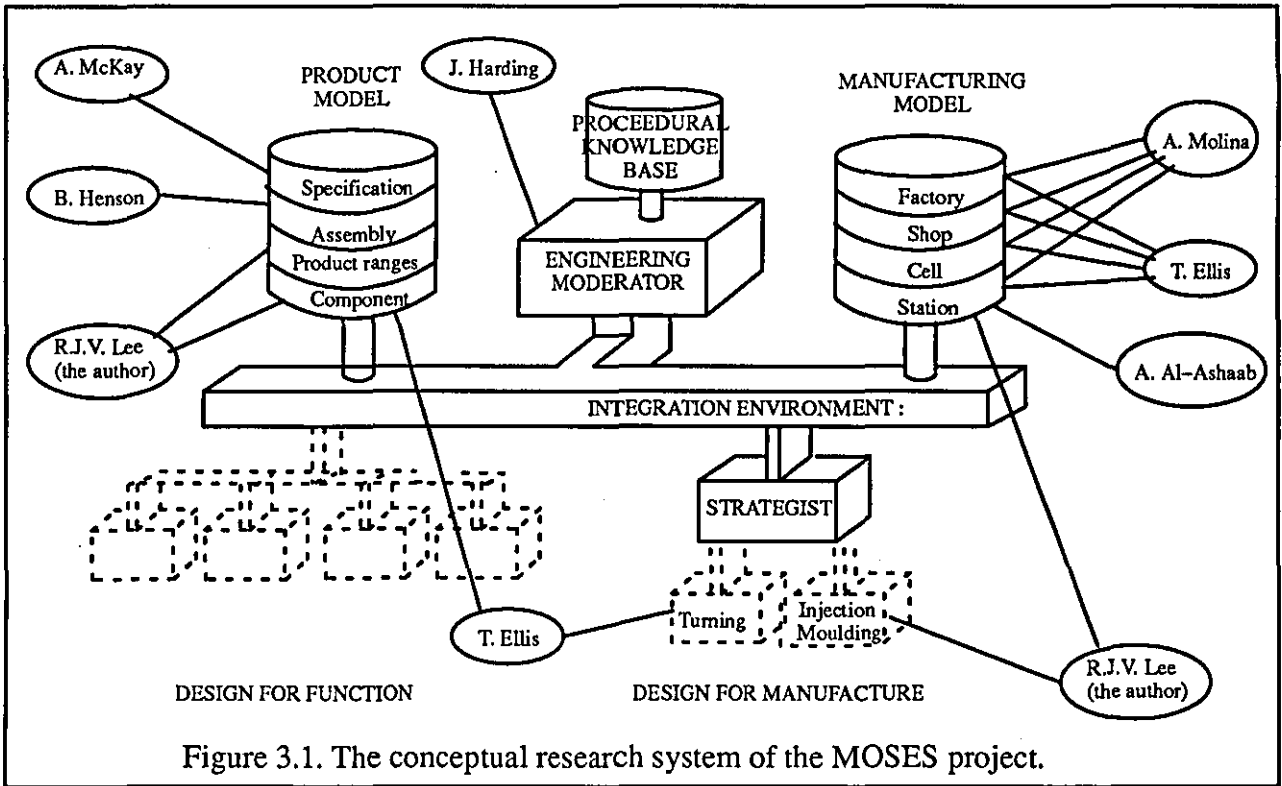 A. McKay
PRODUCT
MODEL
J. Harding
MANUFACTURING
MODEL
PROCEEDURAL
KNOWLEDGE
BASE
A. Molina
Specification
Factory
B. Henson
Assembly
Shop
Product ranges
ENGINEERING
MODERATOR
Cell
T. Ellis
Component
Station
R.J.V. Lee
(the author)
A. Al-Ashaab
INTEGRATION ENVIRONMENT :
STRATEGIST
Turning
Injection
Moulding
T. Ellis
R.J.V. Lee
(the author)
DESIGN FOR FUNCTION
DESIGN FOR MANUFACTURE
Figure 3.1. The conceptual research system of the MOSES project.